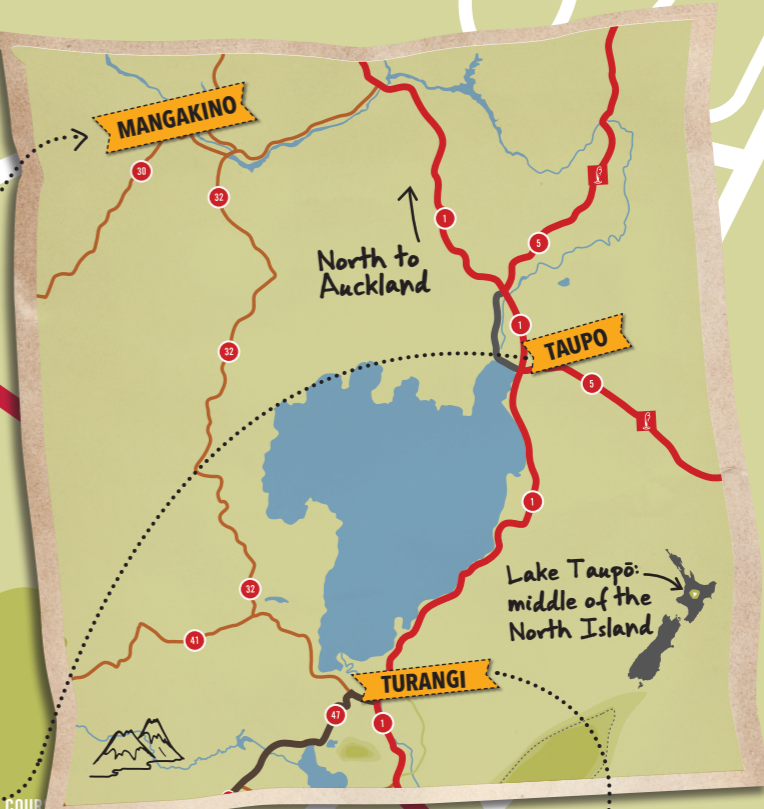 MANGAKINO
30
32
1
5
North to
Auckland
1
32
TAUPO
5
1
Lake Taupō:
middle of the
North Island
32
41
TURANGI
47
1